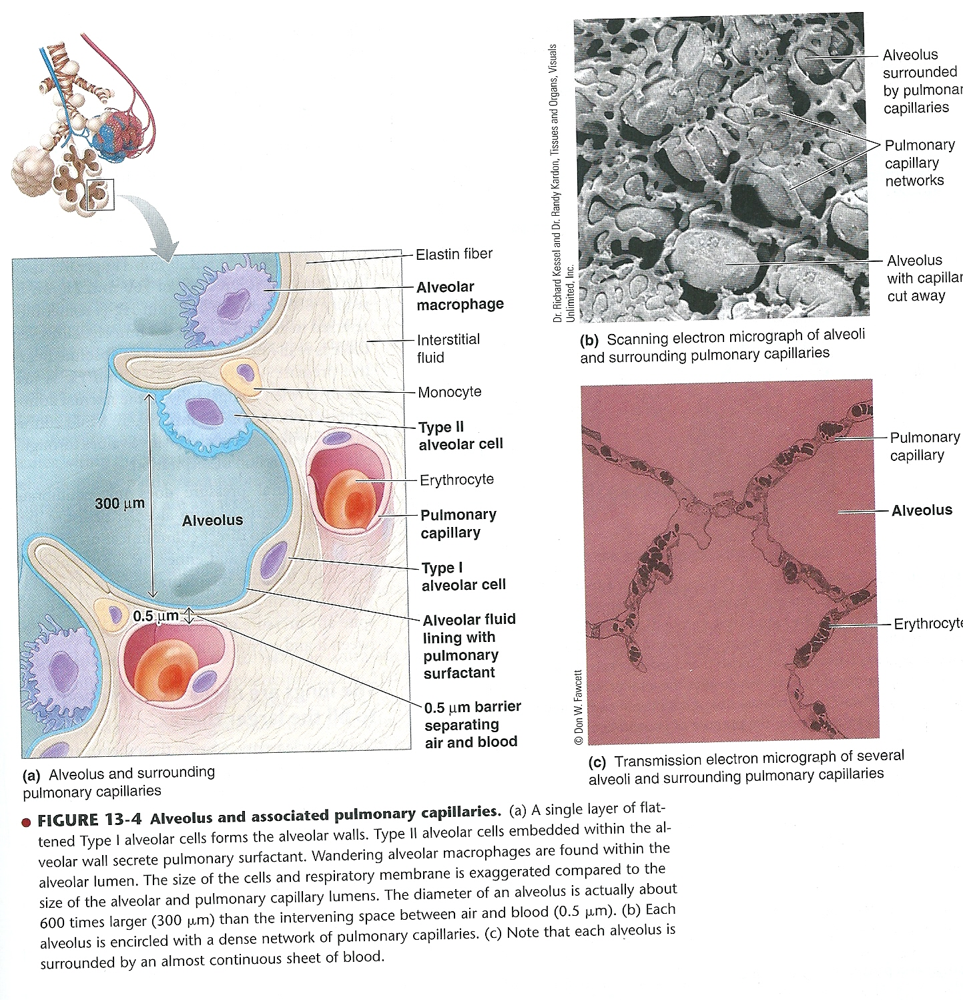 Elastin fiber
Alveolar
macrophage
Interstitial
fluid
Monocyte
Type II
alveolar cell
Erythrocyte
Pulmonary
capillary
Type I
alveolar cell
Alveolar fluid
lining with
pulmonary
surfactant
0.5 μm barrier
separating
air and blood
300 μm
Alveolus
0.5 μm
(a) Alveolus and surrounding
pulmonary capillaries
Dr. Richard Kessel and Dr. Randy Kardon, Tissues and Organs, Visuals
Unlimited, Inc.
Alveolus
surrounded
by pulmonar
capillaries
Pulmonary
capillary
networks
Alveolus
with capillar
cut away
(b) Scanning electron micrograph of alveoli
and surrounding pulmonary capillaries
Pulmonary
capillary
Alveolus
Erythrocyte
© Don W. Fawcett
(c) Transmission electron micrograph of several
alveoli and surrounding pulmonary capillaries
● FIGURE 13-4 Alveolus and associated pulmonary capillaries. (a) A single layer of flat-
tened Type I alveolar cells forms the alveolar walls. Type II alveolar cells embedded within the al-
veolar wall secrete pulmonary surfactant. Wandering alveolar macrophages are found within the
alveolar lumen. The size of the cells and respiratory membrane is exaggerated compared to the
size of the alveolar and pulmonary capillary lumens. The diameter of an alveolus is actually about
600 times larger (300 μm) than the intervening space between air and blood (0.5 μm). (b) Each
alveolus is encircled with a dense network of pulmonary capillaries. (c) Note that each alveolus is
surrounded by an almost continuous sheet of blood.